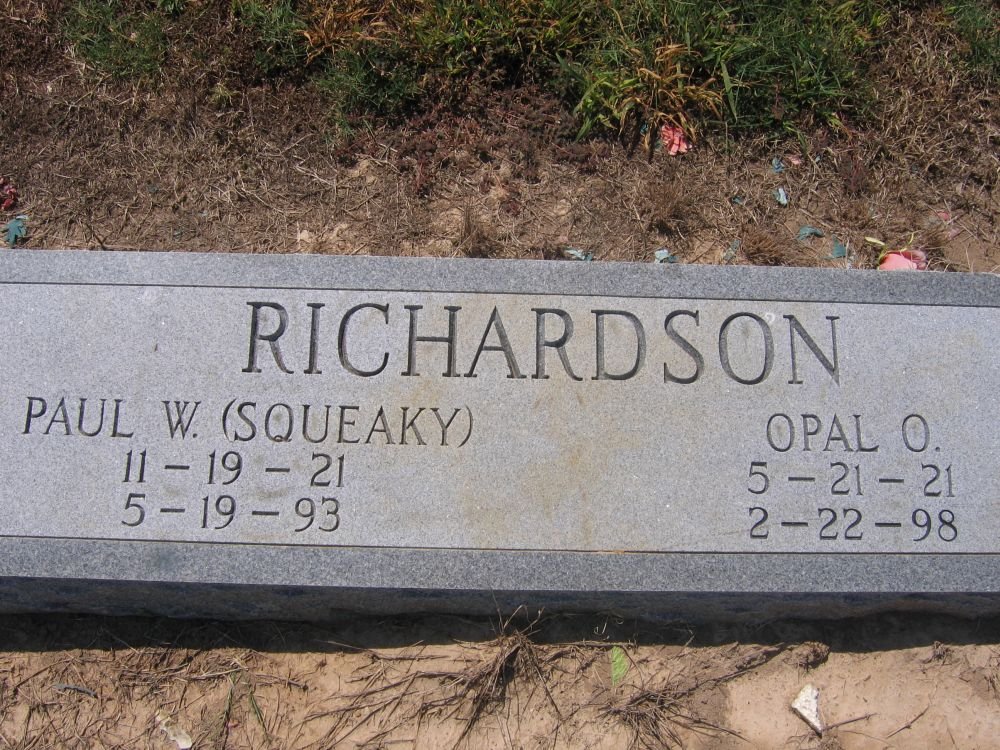 RICHARDSON
PAUL W. (SQUEAKY)
11 – 19 – 21
5 – 19 – 93
OPAL O.
5 – 21 – 21
2 – 22 – 98